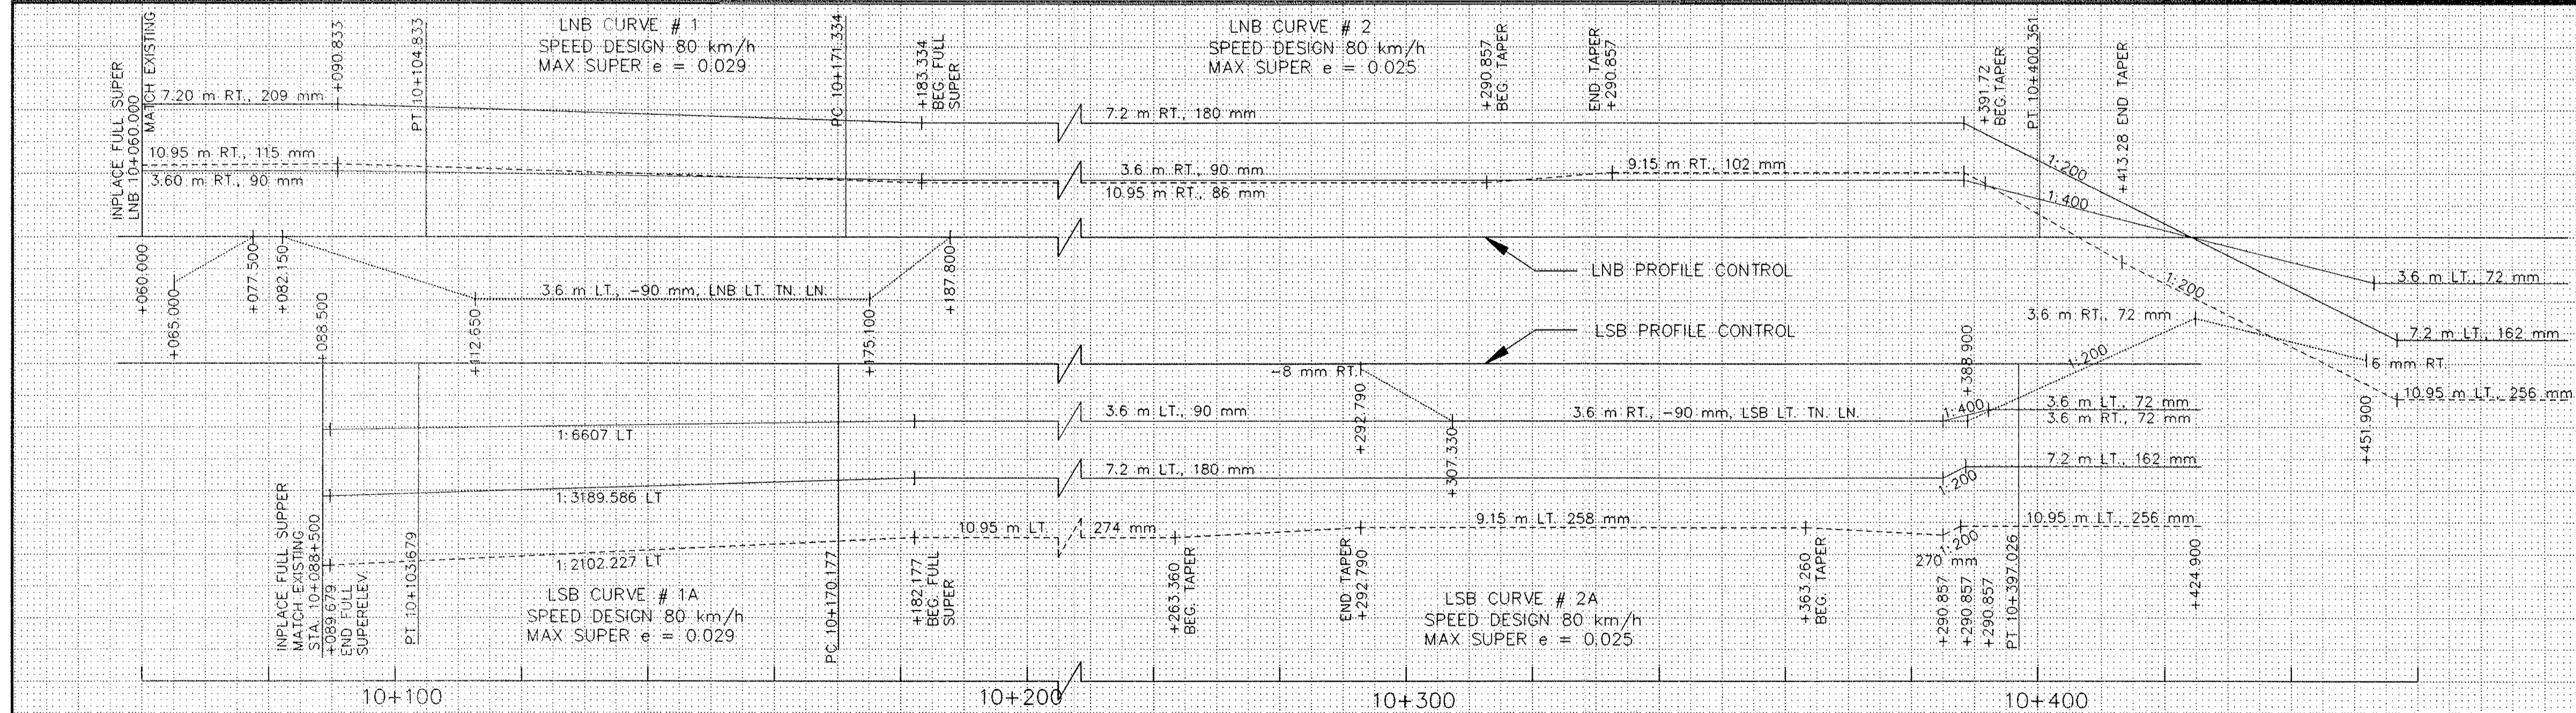 LNB CURVE # 1
SPEED DESIGN 80 km/h
MAX SUPER e = 0.029
LNB CURVE # 2
SPEED DESIGN 80 km/h
MAX SUPER e = 0.025
INPLACE FULL SUPER
LNB 10+060.000
MATCH EXISTING
+090.833
PT 10+104.833
PC 10+171.334
+183.334
BEG. FULL
SUPER
+290.857
BEG. TAPER
END TAPER
+290.857
+391.72
BEG.TAPER
PT 10+400.361
+413.28 END TAPER
7.20 m RT., 209 mm
7.2 m RT., 180 mm
10.95 m RT., 115 mm
3.60 m RT., 90 mm
3.6 m RT., 90 mm
10.95 m RT., 86 mm
9.15 m RT., 102 mm
1:200
1:400
1:200
+060.000
+065.000
+077.500
+082.150
+088.500
+112.650
3.6 m LT., -90 mm, LNB LT. TN. LN.
+175.100
+187.800
LNB PROFILE CONTROL
LSB PROFILE CONTROL
3.6 m LT., 72 mm
3.6 m RT., 72 mm
7.2 m LT., 162 mm
6 mm RT.
10.95 m LT., 256 mm
1:200
-8 mm RT.
+292.790
+307.330
3.6 m RT., -90 mm, LSB LT. TN. LN.
+388.900
1:400
3.6 m LT., 72 mm
3.6 m RT., 72 mm
+451.900
1:6607 LT
3.6 m LT., 90 mm
1:3189.586 LT
7.2 m LT., 180 mm
1:200
7.2 m LT., 162 mm
1:2102.227 LT
10.95 m LT.
274 mm
9.15 m LT. 258 mm
1:200
10.95 m LT., 256 mm
270 mm
INPLACE FULL SUPPER
MATCH EXISTING
STA. 10+088+500
+089.679
END FULL
SUPERELEV.
PT 10+103.679
LSB CURVE # 1A
SPEED DESIGN 80 km/h
MAX SUPER e = 0.029
PC 10+170.177
+182.177
BEG. FULL
SUPER
+263.360
BEG. TAPER
END TAPER
+292.790
LSB CURVE # 2A
SPEED DESIGN 80 km/h
MAX SUPER e = 0.025
+363.260
BEG. TAPER
+290.857
+290.857
+290.857
PT 10+397.026
+424.900
10+100
10+200
10+300
10+400